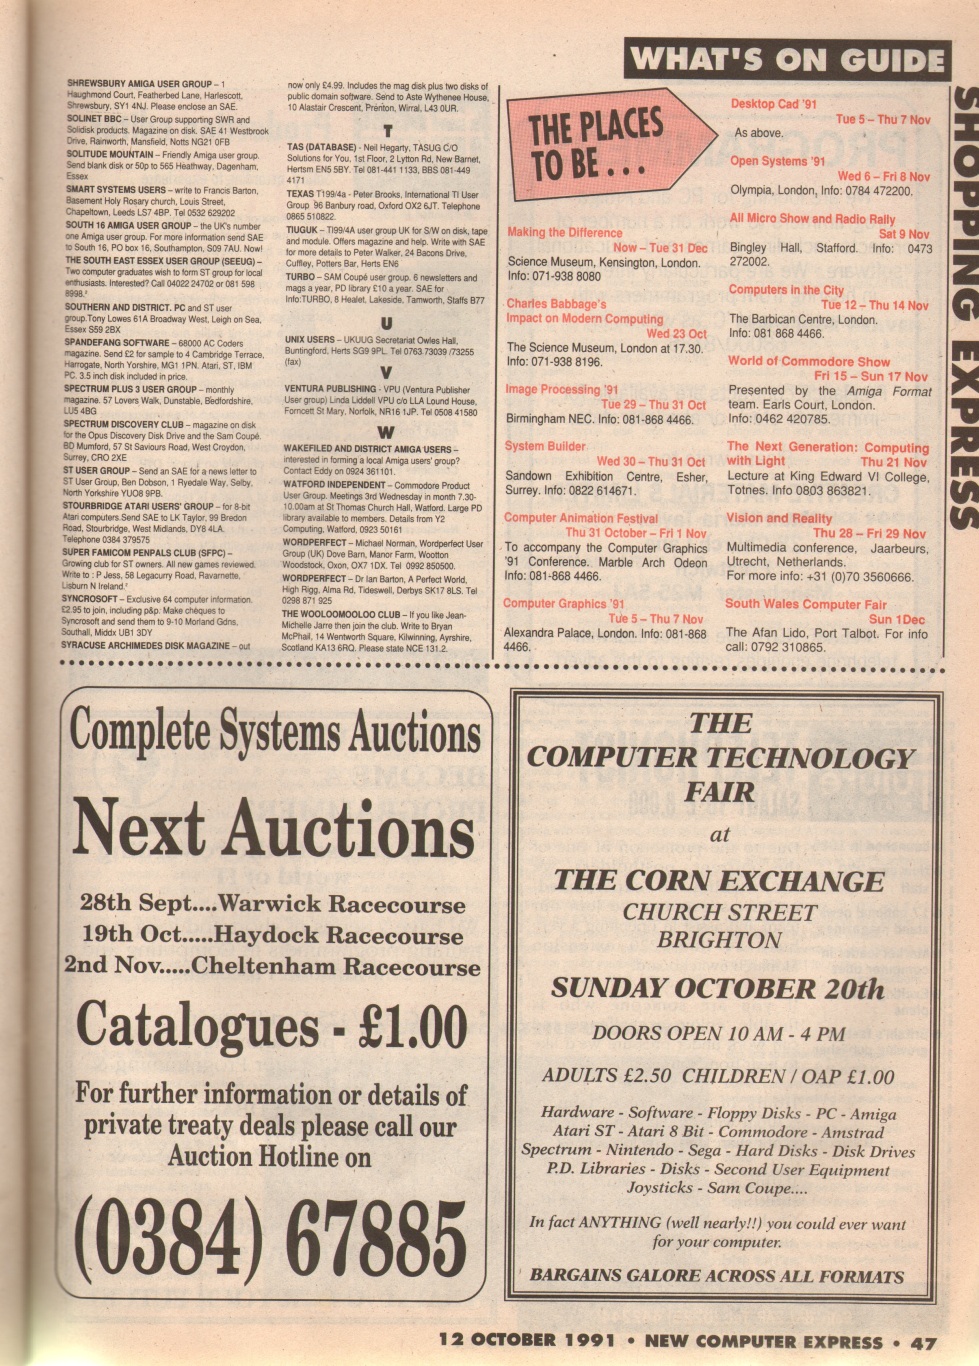 WHAT'S ON GUIDE
SHOPPING EXPRESS
SHREWSBURY AMIGA USER GROUP – 1
Haughmond Court, Featherbed Lane, Harlescott,
Shrewsbury, SY1 4NJ. Please enclose an SAE.
SOLINET BBC – User Group supporting SWR and
Solidisk products. Magazine on disk. SAE 41 Westbrook
Drive, Rainworth, Mansfield, Notts NG21 0FB
SOLITUDE MOUNTAIN – Friendly Amiga user group.
Send blank disk or 50p to 565 Heathway, Dagenham,
Essex
SMART SYSTEMS USERS – write to Francis Barton,
Basement Holy Rosary church, Louis Street,
Chapeltown, Leeds LS7 4BP. Tel 0532 629202
SOUTH 16 AMIGA USER GROUP – the UK's number
one Amiga user group. For more information send SAE
to South 16, PO box 16, Southampton, S09 7AU. Now!
THE SOUTH EAST ESSEX USER GROUP (SEEUG) –
Two computer graduates wish to form ST group for local
enthusiasts. Interested? Call 04022 24702 or 081 598
8998.
SOUTHERN AND DISTRICT. PC and ST user
group.Tony Lowes 61A Broadway West, Leigh on Sea,
Essex S59 2BX
SPANDEFANG SOFTWARE – 68000 AC Coders
magazine. Send £2 for sample to 4 Cambridge Terrace,
Harrogate, North Yorshire, MG1 1PN. Atari, ST, IBM
PC. 3.5 inch disk included in price.
SPECTRUM PLUS 3 USER GROUP – monthly
magazine. 57 Lovers Walk, Dunstable, Bedfordshire,
LU5 4BG
SPECTRUM DISCOVERY CLUB – magazine on disk
for the Opus Discovery Disk Drive and the Sam Coupé.
BD Mumford, 57 St Saviours Road, West Croydon,
Surrey, CRO 2XE
ST USER GROUP – Send an SAE for a news letter to
ST User Group, Ben Dobson, 1 Ryedale Way, Selby,
North Yorkshire YUO8 9PB.
STOURBRIDGE ATARI USERS' GROUP – for 8-bit
Atari computers.Send SAE to LK Taylor, 99 Bredon
Road, Stourbridge, West Midlands, DY8 4LA.
Telephone 0384 379575
SUPER FAMICOM PENPALS CLUB (SFPC) –
Growing club for ST owners. All new games reviewed.
Write to : P Jess, 58 Legacurry Road, Ravarnette,
Lisburn N Ireland.
SYNCROSOFT – Exclusive 64 computer information.
£2.95 to join, including p&p. Make cheques to
Syncrosoft and send them to 9-10 Morland Gdns,
Southall, Middx UB1 3DY
SYRACUSE ARCHIMEDES DISK MAGAZINE – out
now only £4.99. Includes the mag disk plus two disks of
public domain software. Send to Aste Wythenee House,
10 Alastair Crescent, Prenton, Wirral, L43 0UR.
T
TAS (DATABASE) - Neil Hegarty, TASUG C/O
Solutions for You, 1st Floor, 2 Lytton Rd, New Barnet,
Hertsm EN5 5BY. Tel 081-441 1133, BBS 081-449
4171
TEXAS T199/4a - Peter Brooks, International TI User
Group. 96 Banbury road, Oxford OX2 6JT. Telephone
0865 510822.
TIUGUK – TI99/4A user group UK for S/W on disk, tape
and module. Offers magazine and help. Write with SAE
for more details to Peter Walker, 24 Bacons Drive,
Cuffley, Potters Bar, Herts EN6
TURBO – SAM Coupé user group. 6 newsletters and
mags a year, PD library £10 a year. SAE for
Info:TURBO, 8 Healet, Lakeside, Tamworth, Staffs B77
U
UNIX USERS – UKUUG Secretariat Owles Hall,
Buntingford, Herts SG9 9PL. Tel 0763 73039 /73255
(fax)
V
VENTURA PUBLISHING - VPU (Ventura Publisher
User group) Linda Liddell VPU c/o LLA Lound House,
Forncett St Mary, Norfolk, NR16 1JP. Tel 0508 41580
W
WAKEFILED AND DISTRICT AMIGA USERS –
interested in forming a local Amiga users' group?
Contact Eddy on 0924 361101.
WATFORD INDEPENDENT – Commodore Product
User Group. Meetings 3rd Wednesday in month 7.30-
10.00am at St Thomas Church Hall, Watford. Large PD
library available to members. Details from Y2
Computing, Watford, 0923 50161
WORDPERFECT – Michael Norman, Wordperfect User
Group (UK) Dove Barn, Manor Farm, Wootton
Woodstock, Oxon, OX7 1DX. Tel 0992 850500.
WORDPERFECT – Dr Ian Barton, A Perfect World,
High Rigg, Alma Rd, Tideswell, Derbys SK17 8LS. Tel
0298 871 925
THE WOOLOOMOOLOO CLUB – If you like Jean-
Michelle Jarre then join the club. Write to Bryan
McPhail, 14 Wentworth Square, Kilwinning, Ayrshire,
Scotland KA13 6RQ. Please state NCE 131.2.
THE PLACES
TO BE . . .
Making the Difference
Now – Tue 31 Dec
Science Museum, Kensington, London.
Info: 071-938 8080
Charles Babbage's
Impact on Modern Computing
Wed 23 Oct
The Science Museum, London at 17.30.
Info: 071-938 8196.
Image Processing '91
Tue 29 – Thu 31 Oct
Birmingham NEC. Info: 081-868 4466.
System Builder
Wed 30 – Thu 31 Oct
Sandown Exhibition Centre, Esher,
Surrey. Info: 0822 614671.
Computer Animation Festival
Thu 31 October – Fri 1 Nov
To accompany the Computer Graphics
'91 Conference. Marble Arch Odeon
Info: 081-868 4466.
Computer Graphics '91
Tue 5 – Thu 7 Nov
Alexandra Palace, London. Info: 081-868
4466.
Desktop Cad '91
Tue 5 – Thu 7 Nov
As above.
Open Systems '91
Wed 6 – Fri 8 Nov
Olympia, London, Info: 0784 472200.
All Micro Show and Radio Rally
Sat 9 Nov
Bingley Hall, Stafford. Info: 0473
272002.
Computers in the City
Tue 12 – Thu 14 Nov
The Barbican Centre, London.
Info: 081 868 4466.
World of Commodore Show
Fri 15 – Sun 17 Nov
Presented by the Amiga Format
team. Earls Court, London.
Info: 0462 420785.
The Next Generation: Computing
with Light Thu 21 Nov
Lecture at King Edward VI College,
Totnes. Info 0803 863821.
Vision and Reality
Thu 28 – Fri 29 Nov
Multimedia conference, Jaarbeurs,
Utrecht, Netherlands.
For more info: +31 (0)70 3560666.
South Wales Computer Fair
Sun 1Dec
The Afan Lido, Port Talbot. For info
call: 0792 310865.
Complete Systems Auctions
Next Auctions
28th Sept....Warwick Racecourse
19th Oct.....Haydock Racecourse
2nd Nov.....Cheltenham Racecourse
Catalogues - £1.00
For further information or details of
private treaty deals please call our
Auction Hotline on
(0384) 67885
THE
COMPUTER TECHNOLOGY
FAIR
at
THE CORN EXCHANGE
CHURCH STREET
BRIGHTON
SUNDAY OCTOBER 20th
DOORS OPEN 10 AM - 4 PM
ADULTS £2.50 CHILDREN / OAP £1.00
Hardware - Software - Floppy Disks - PC - Amiga
Atari ST - Atari 8 Bit - Commodore - Amstrad
Spectrum - Nintendo - Sega - Hard Disks - Disk Drives
P.D. Libraries - Disks - Second User Equipment
Joysticks - Sam Coupe....
In fact ANYTHING (well nearly!!) you could ever want
for your computer.
BARGAINS GALORE ACROSS ALL FORMATS
12 OCTOBER 1991 • NEW COMPUTER EXPRESS • 47